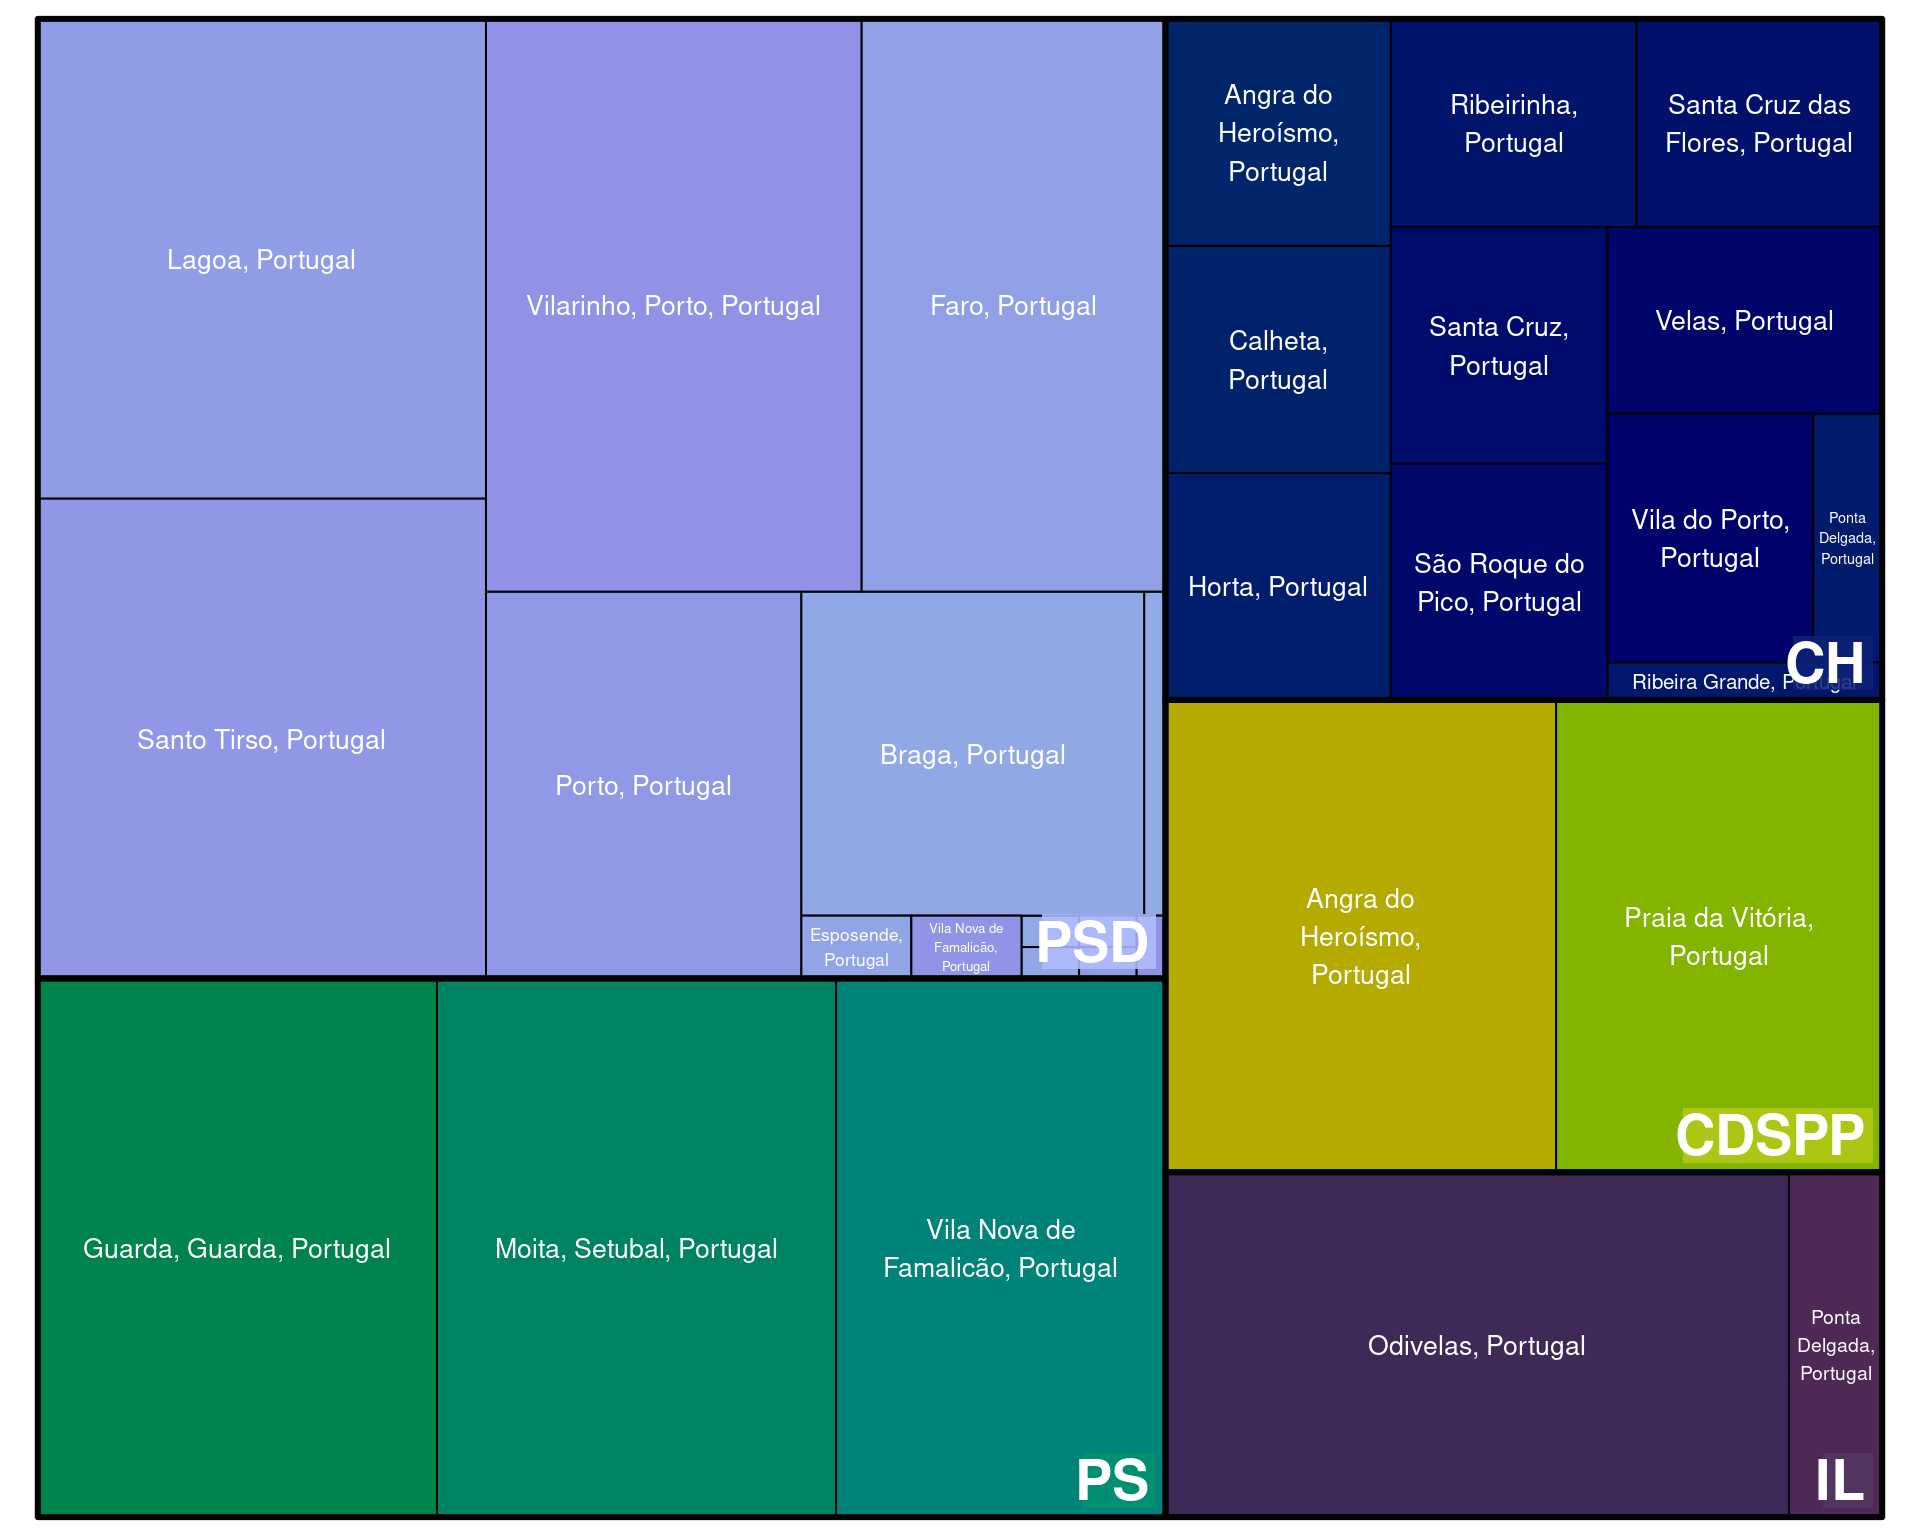 Lagoa, Portugal
Vilarinho, Porto, Portugal
Faro, Portugal
Santo Tirso, Portugal
Porto, Portugal
Braga, Portugal
Esposende,
Portugal
Vila Nova de
Famalicão,
Portugal
PSD
Angra do
Heroísmo,
Portugal
Ribeirinha,
Portugal
Santa Cruz das
Flores, Portugal
Calheta,
Portugal
Santa Cruz,
Portugal
Velas, Portugal
Horta, Portugal
São Roque do
Pico, Portugal
Vila do Porto,
Portugal
Ponta
Delgada,
Portugal
Ribeira Grande, Portugal
CH
Angra do
Heroísmo,
Portugal
Praia da Vitória,
Portugal
CDSPP
Guarda, Guarda, Portugal
Moita, Setubal, Portugal
Vila Nova de
Famalicão, Portugal
PS
Odivelas, Portugal
Ponta
Delgada,
Portugal
IL